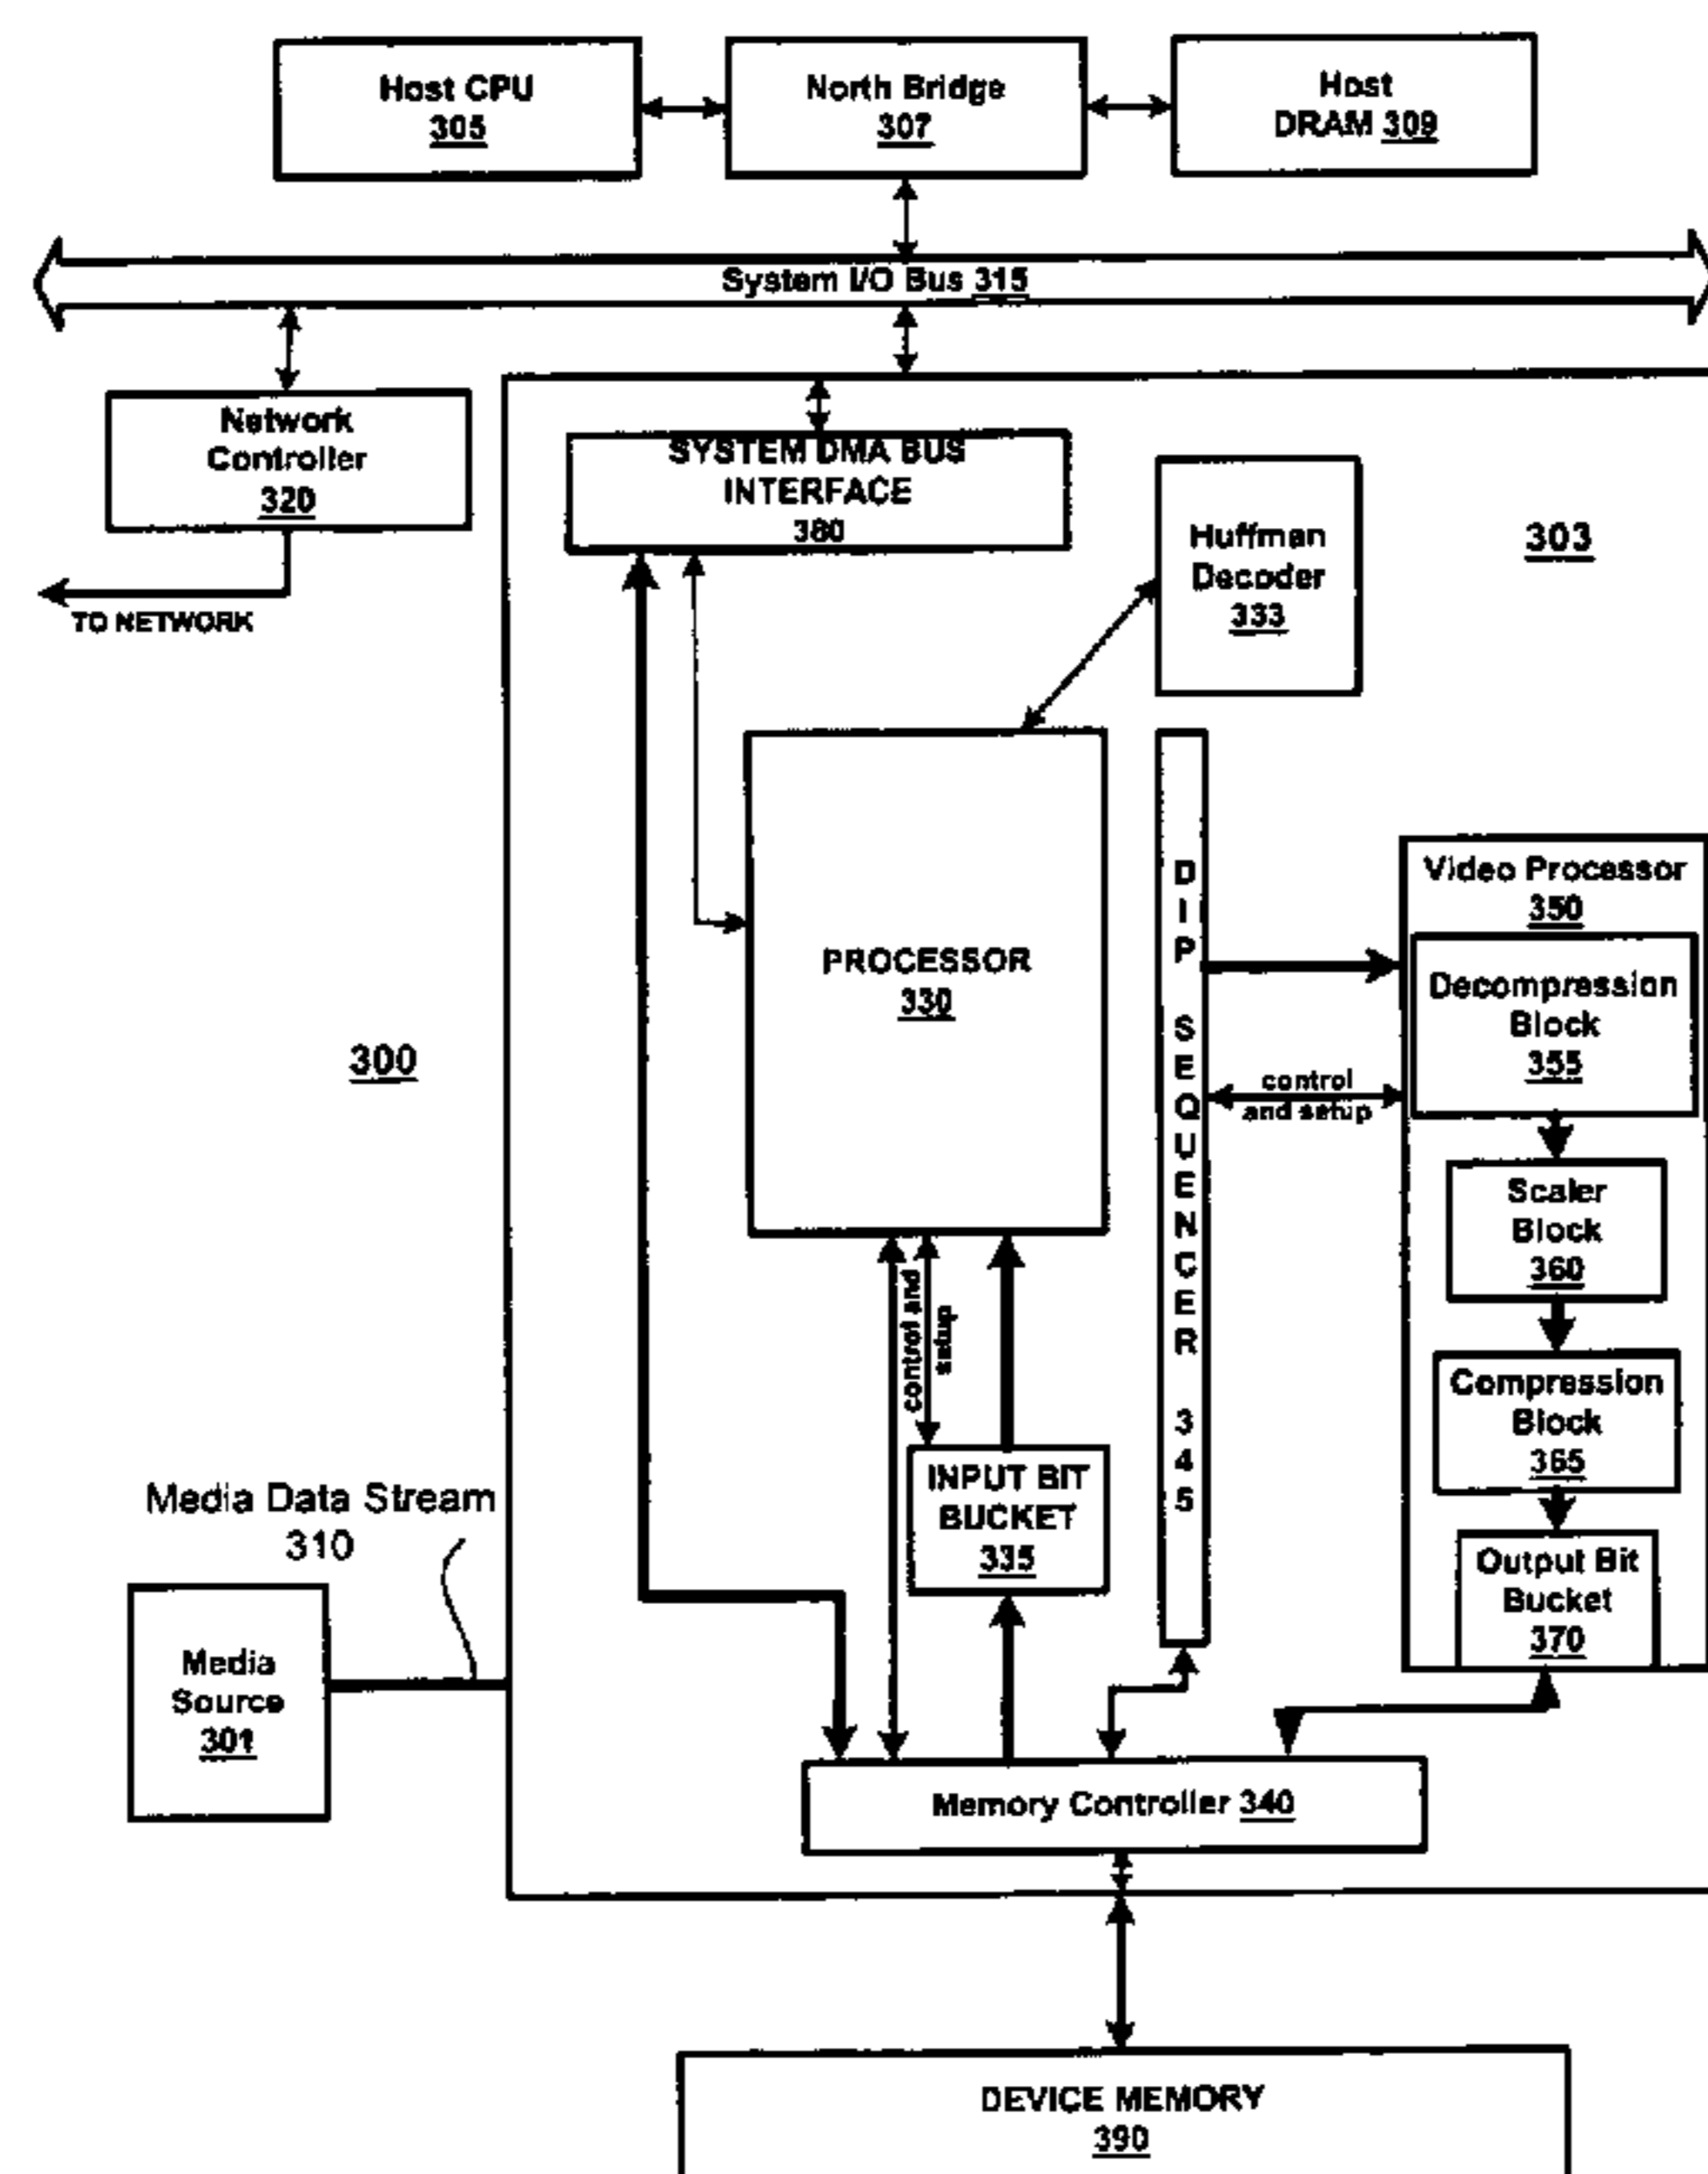 Host CPU
305
North Bridge
307
Host
DRAM 309
System I/O Bus 315
Network
Controller
320
TO NETWORK
SYSTEM DMA BUS
INTERFACE
380
Huffman
Decoder
333
303
PROCESSOR
330
DIP SEQUENCER 345
Video Processor
350
Decompression
Block
355
control
and setup
Scaler
Block
360
Compression
Block
365
Output Bit
Bucket
370
300
control and
setup
INPUT BIT
BUCKET
335
Media Data Stream
310
Media
Source
301
Memory Controller 340
DEVICE MEMORY
390